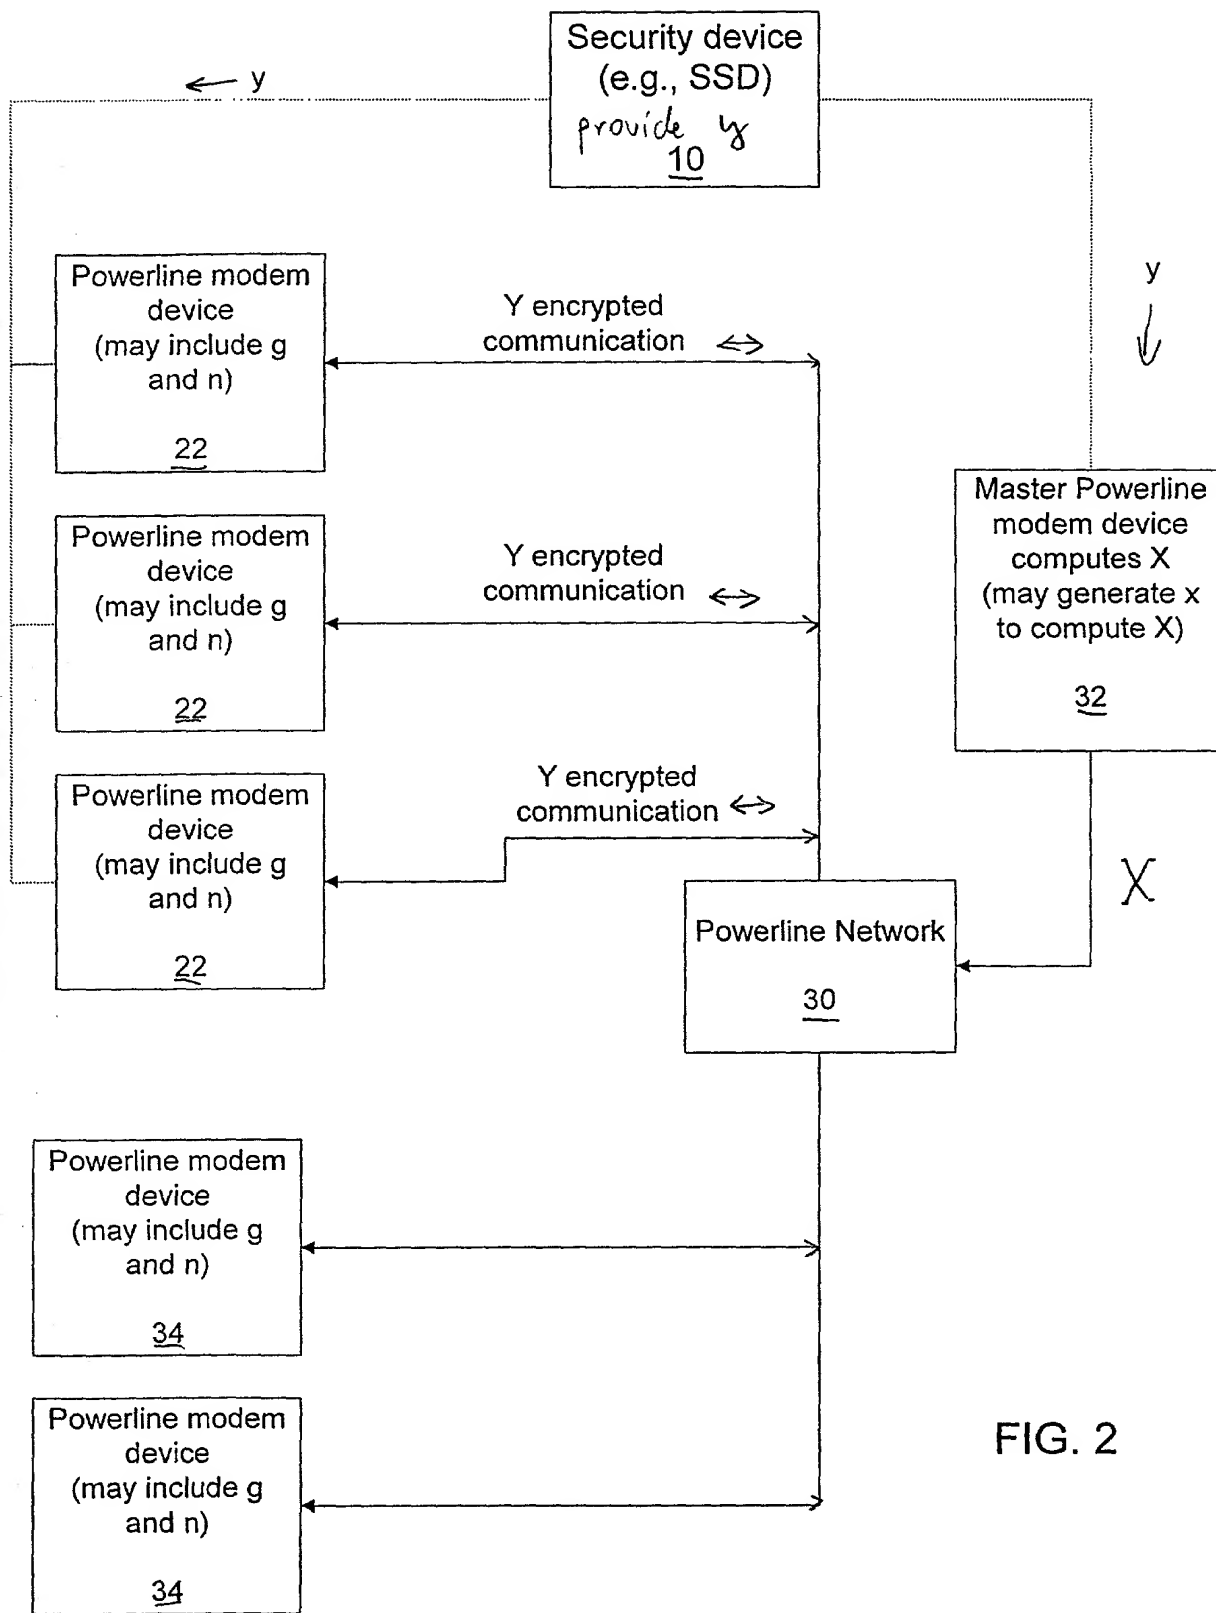 Security device
(e.g., SSD)
provide y
10
y
Powerline modem
device
(may include g
and n)
22
Y encrypted
communication
y
Powerline modem
device
(may include g
and n)
22
Y encrypted
communication
Master Powerline
modem device
computes X
(may generate x
to compute X)
32
Powerline modem
device
(may include g
and n)
22
Y encrypted
communication
X
Powerline Network
30
Powerline modem
device
(may include g
and n)
34
Powerline modem
device
(may include g
and n)
34
FIG. 2